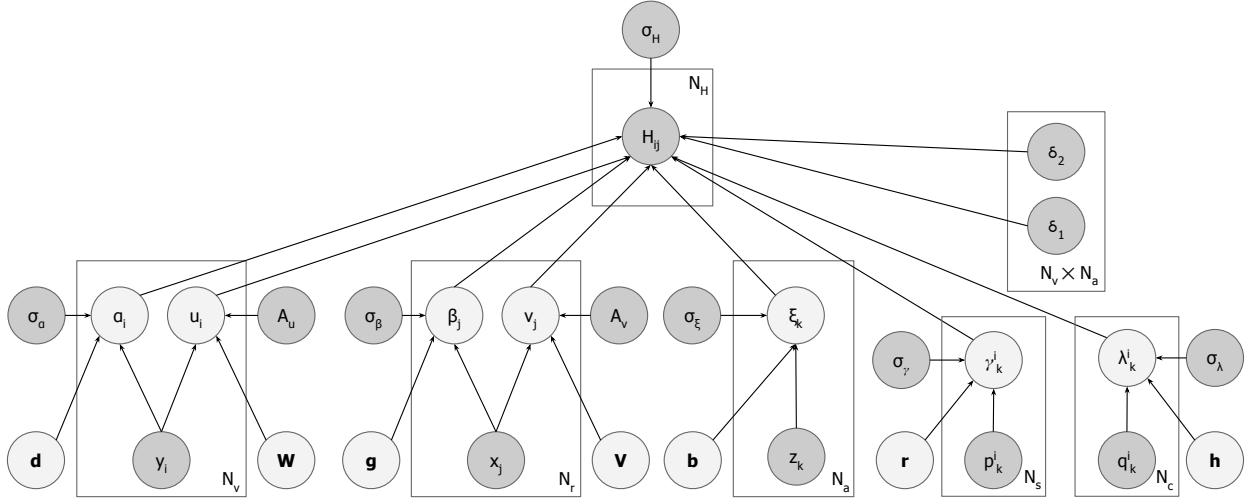 σ_H
N_H
H_ij
δ_2
δ_1
N_v × N_a
σ_α
α_i
u_i
A_u
σ_β
β_j
v_j
A_v
σ_ξ
ξ_k
σ_γ
γ^i_k
λ^i_k
σ_λ
d
y_i
W
N_v
g
x_j
V
N_r
b
z_k
N_a
r
p^i_k
N_s
q^i_k
N_c
h